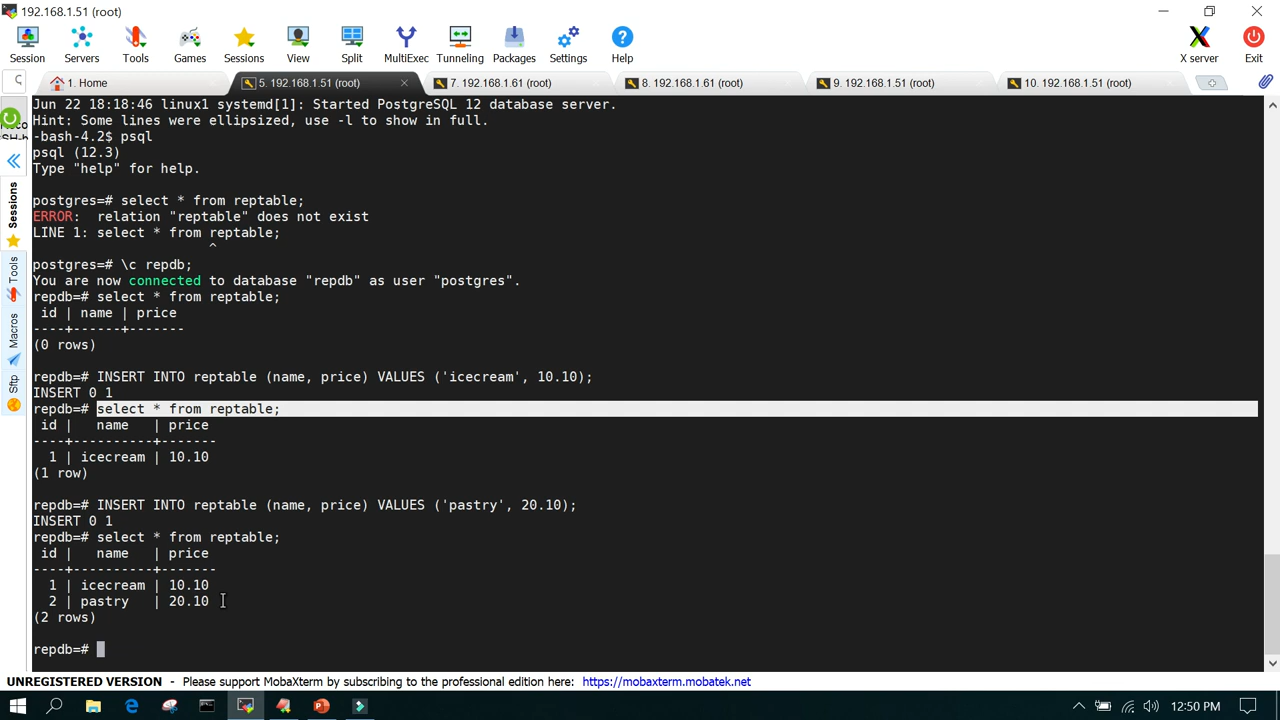 192.168.1.51 (root)
Session Servers Tools Games Sessions View Split MultiExec Tunneling Packages Settings Help X server Exit
1. Home 5. 192.168.1.51 (root) 7. 192.168.1.61 (root) 8. 192.168.1.61 (root) 9. 192.168.1.51 (root) 10. 192.168.1.51 (root)
Sessions
Tools
Macros
Sftp
Jun 22 18:18:46 linux1 systemd[1]: Started PostgreSQL 12 database server.
Hint: Some lines were ellipsized, use -l to show in full.
-bash-4.2$ psql
psql (12.3)
Type "help" for help.
postgres=# select * from reptable;
ERROR:  relation "reptable" does not exist
LINE 1: select * from reptable;
^
postgres=# \c repdb;
You are now connected to database "repdb" as user "postgres".
repdb=# select * from reptable;
id | name | price
----+------+-------
(0 rows)
repdb=# INSERT INTO reptable (name, price) VALUES ('icecream', 10.10);
INSERT 0 1
repdb=# select * from reptable;
id |   name   | price
----+----------+-------
1 | icecream | 10.10
(1 row)
repdb=# INSERT INTO reptable (name, price) VALUES ('pastry', 20.10);
INSERT 0 1
repdb=# select * from reptable;
id |   name   | price
----+----------+-------
1 | icecream | 10.10
2 | pastry   | 20.10
(2 rows)
repdb=#
UNREGISTERED VERSION - Please support MobaXterm by subscribing to the professional edition here: https://mobaxterm.mobatek.net
12:50 PM